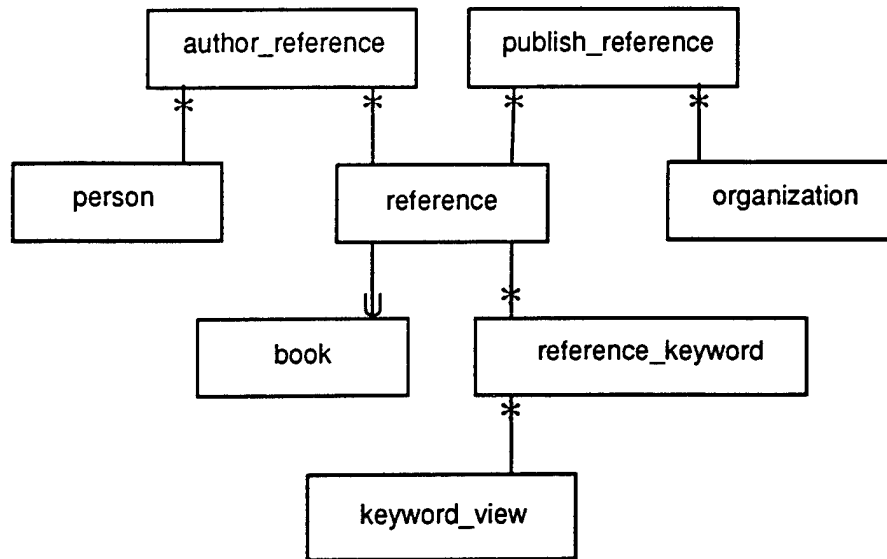 author_reference
publish_reference
*
*
*
*
person
reference
organization
*
book
reference_keyword
*
keyword_view